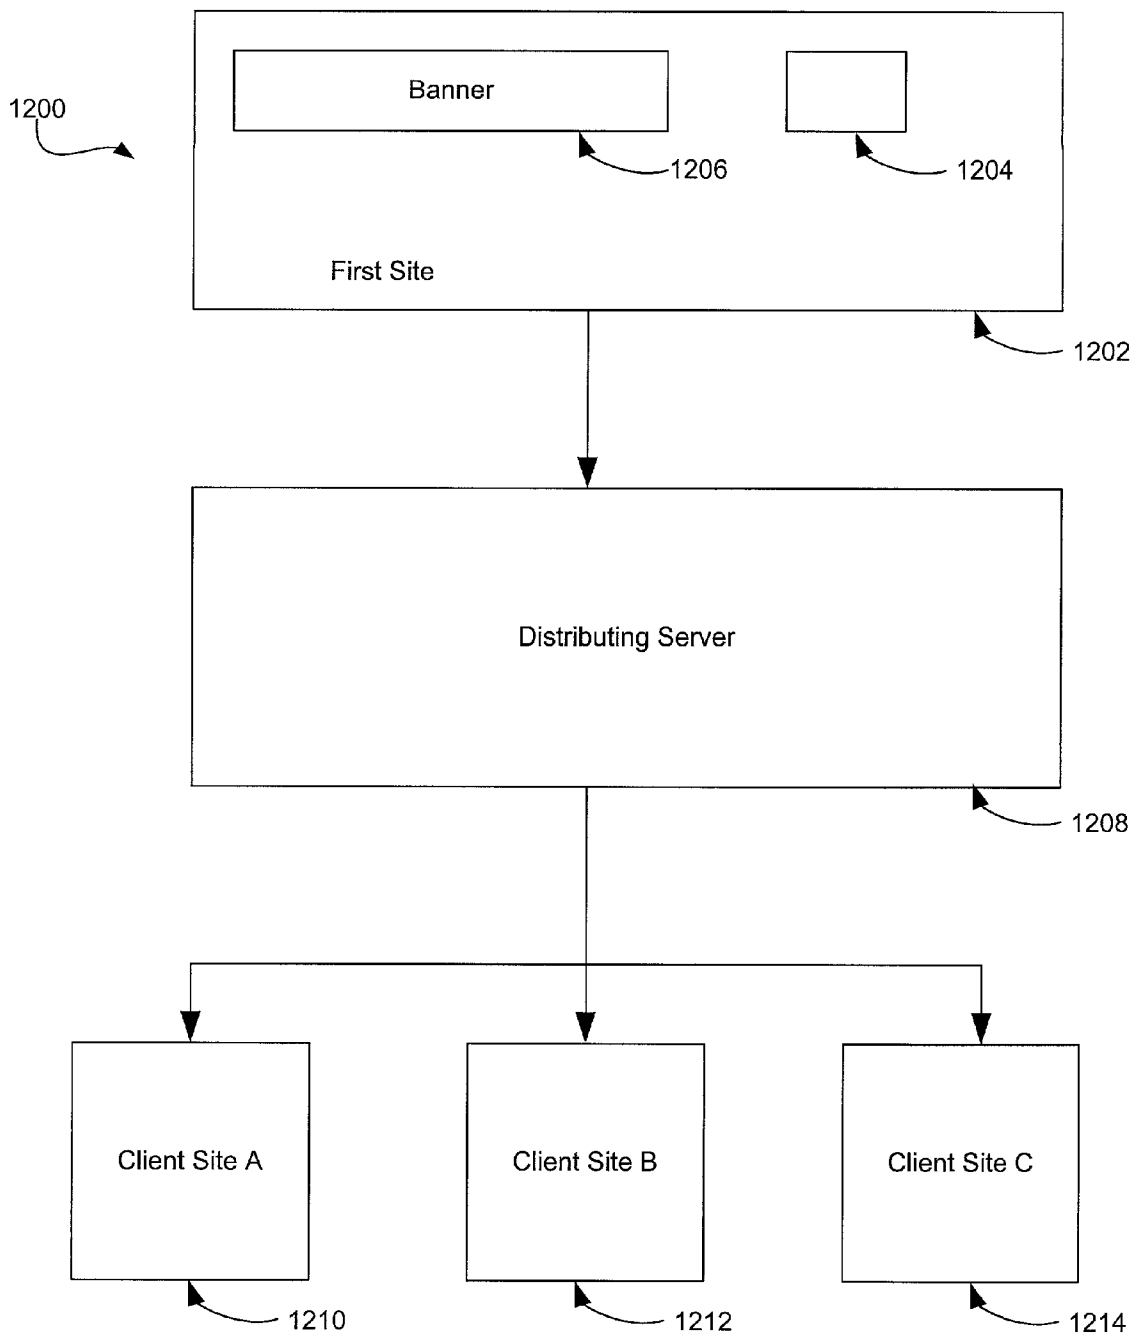 Banner
1200
1206
1204
First Site
1202
Distributing Server
1208
Client Site A
Client Site B
Client Site C
1210
1212
1214